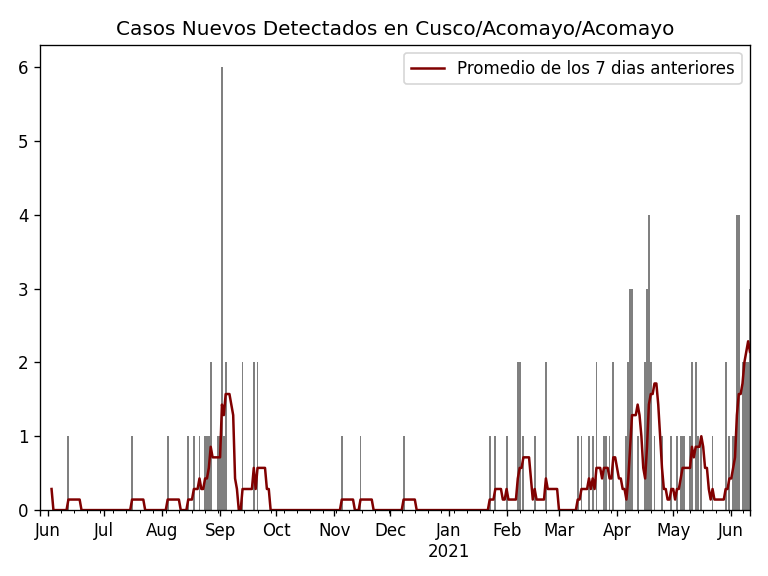 Casos Nuevos Detectados en Cusco/Acomayo/Acomayo
Promedio de los 7 dias anteriores
6
5
4
3
2
1
0
Jun Jul Aug Sep Oct Nov Dec Jan Feb Mar Apr May Jun
2021